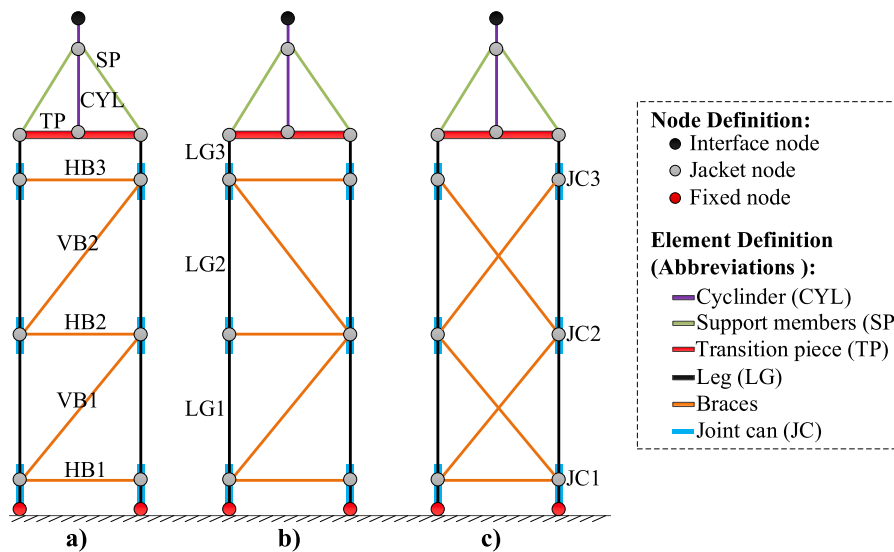 SP
CYL
TP
HB3
VB2
HB2
VB1
HB1
a)
LG3
LG2
LG1
b)
JC3
JC2
JC1
c)
Node Definition:
Interface node
Jacket node
Fixed node
Element Definition
(Abbreviations ):
Cyclinder (CYL)
Support members (SP
Transition piece (TP)
Leg (LG)
Braces
Joint can (JC)